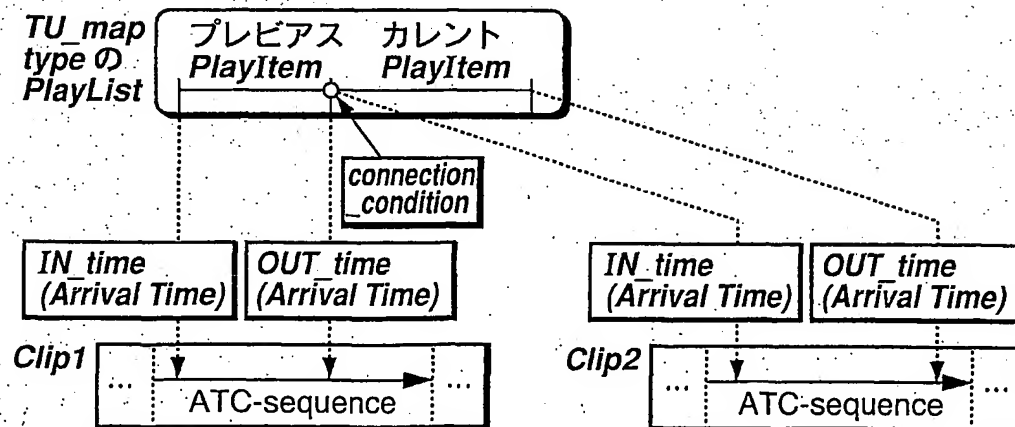 TU_map
type の
PlayList
プレビアス カレント
PlayItem PlayItem
connection
_condition
IN_time
(Arrival Time)
OUT_time
(Arrival Time)
IN_time
(Arrival Time)
OUT_time
(Arrival Time)
Clip1
... ATC-sequence ...
Clip2
... ATC-sequence ...